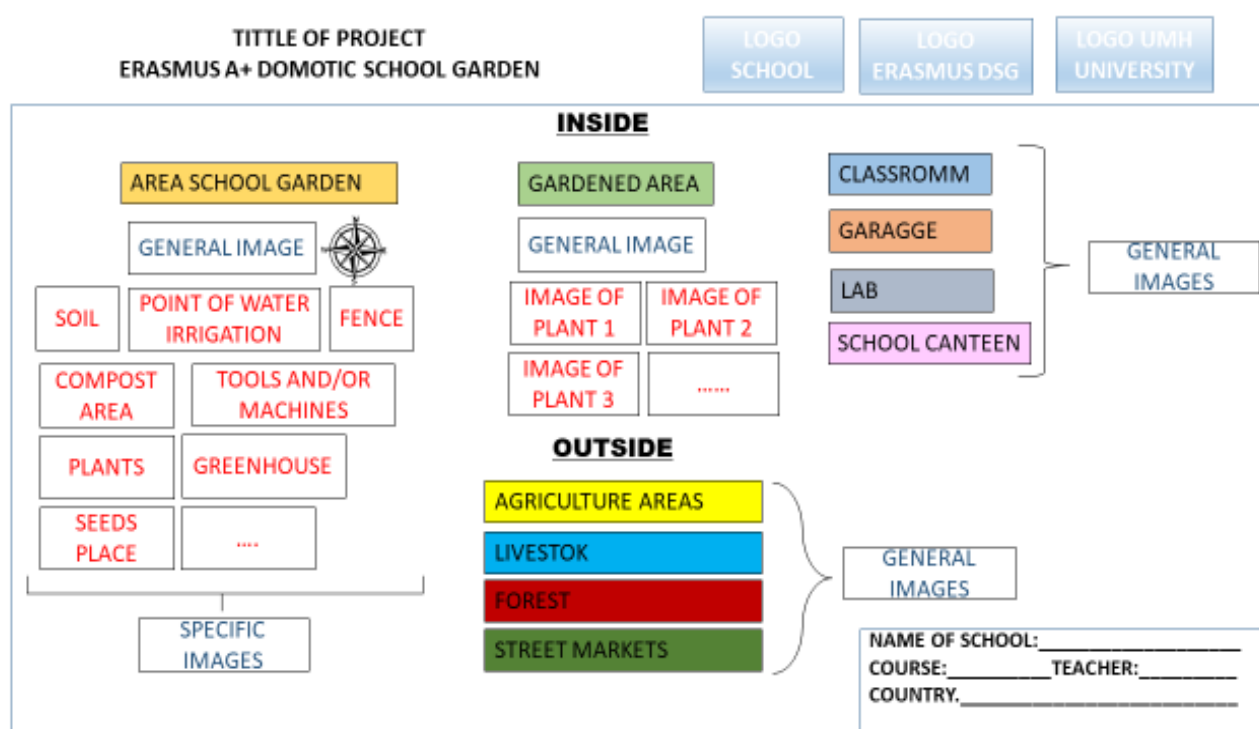 TITTLE OF PROJECT
ERASMUS A+ DOMOTIC SCHOOL GARDEN
LOGO
SCHOOL
LOGO
ERASMUS DSG
LOGO UMH
UNIVERSITY
INSIDE
AREA SCHOOL GARDEN
GENERAL IMAGE
N
SOIL
POINT OF WATER
IRRIGATION
FENCE
COMPOST
AREA
TOOLS AND/OR
MACHINES
PLANTS
GREENHOUSE
SEEDS
PLACE
....
SPECIFIC
IMAGES
GARDENED AREA
GENERAL IMAGE
IMAGE OF
PLANT 1
IMAGE OF
PLANT 2
IMAGE OF
PLANT 3
......
CLASSROMM
GARAGGE
LAB
SCHOOL CANTEEN
GENERAL
IMAGES
OUTSIDE
AGRICULTURE AREAS
LIVESTOK
FOREST
STREET MARKETS
GENERAL
IMAGES
NAME OF SCHOOL:____________________
COURSE:__________TEACHER:_________
COUNTRY.___________________________